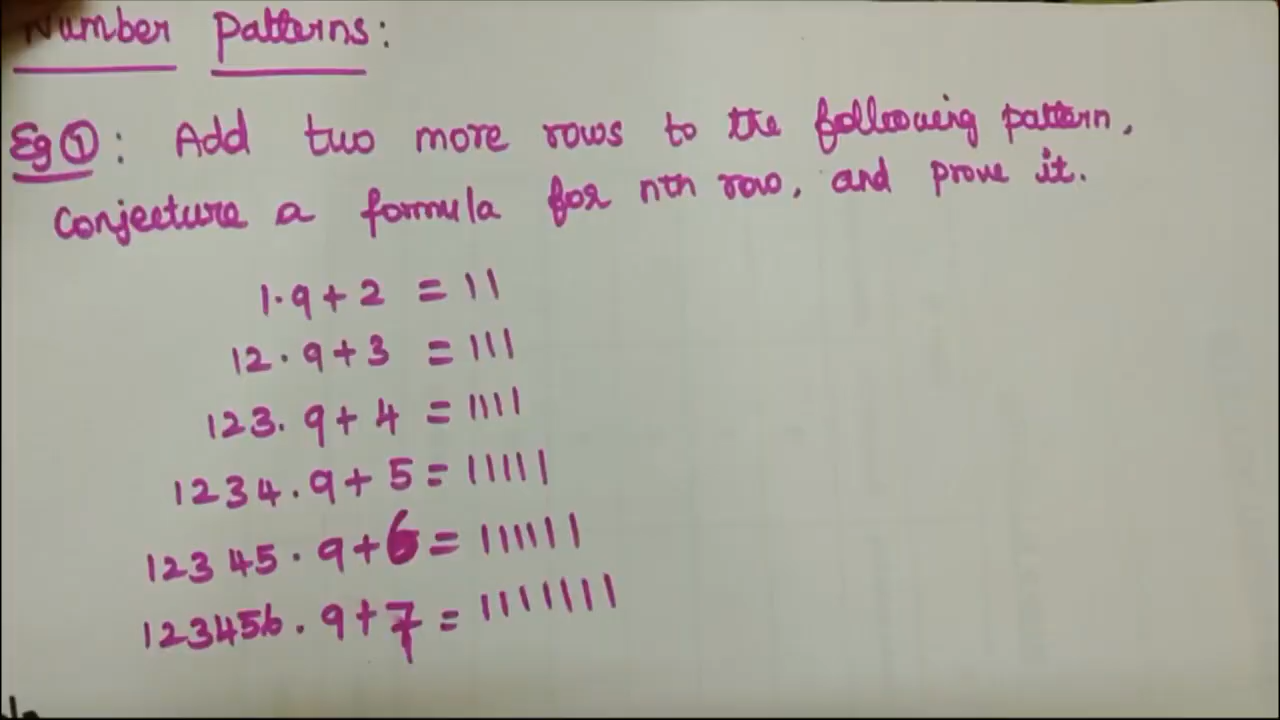 Number Patterns:
Eg ①: Add two more rows to the following pattern,
Conjecture a formula for nth row, and prove it.
1·9+2 = 11
12·9+3 = 111
123·9+4 = 1111
1234·9+5 = 11111
12345·9+6 = 111111
123456·9+7 = 1111111